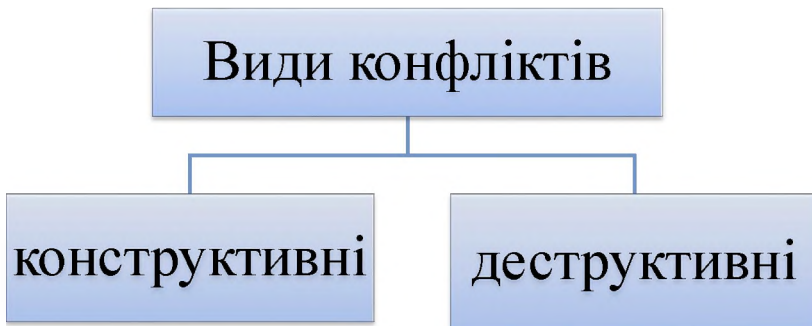 Види конфліктів
конструктивні
деструктивні